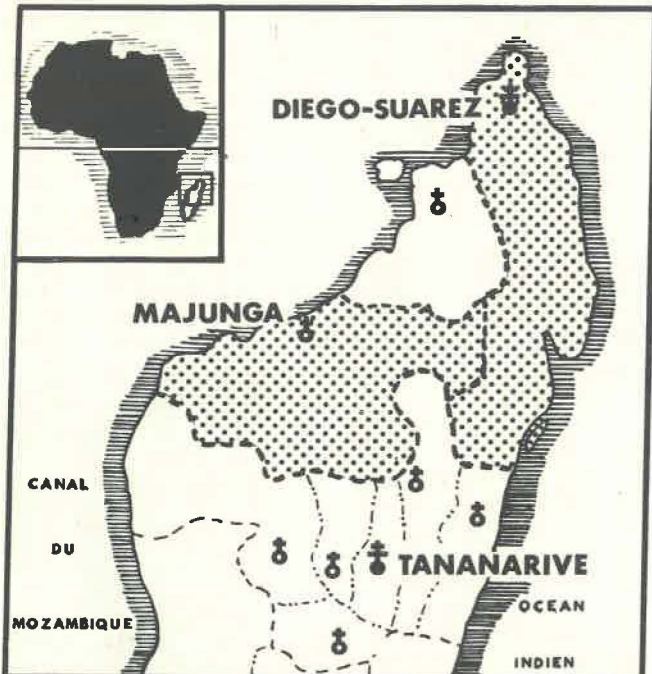 DIEGO-SUAREZ
MAJUNGA
CANAL
DU
MOZAMBIQUE
TANANARIVE
OCEAN
INDIEN